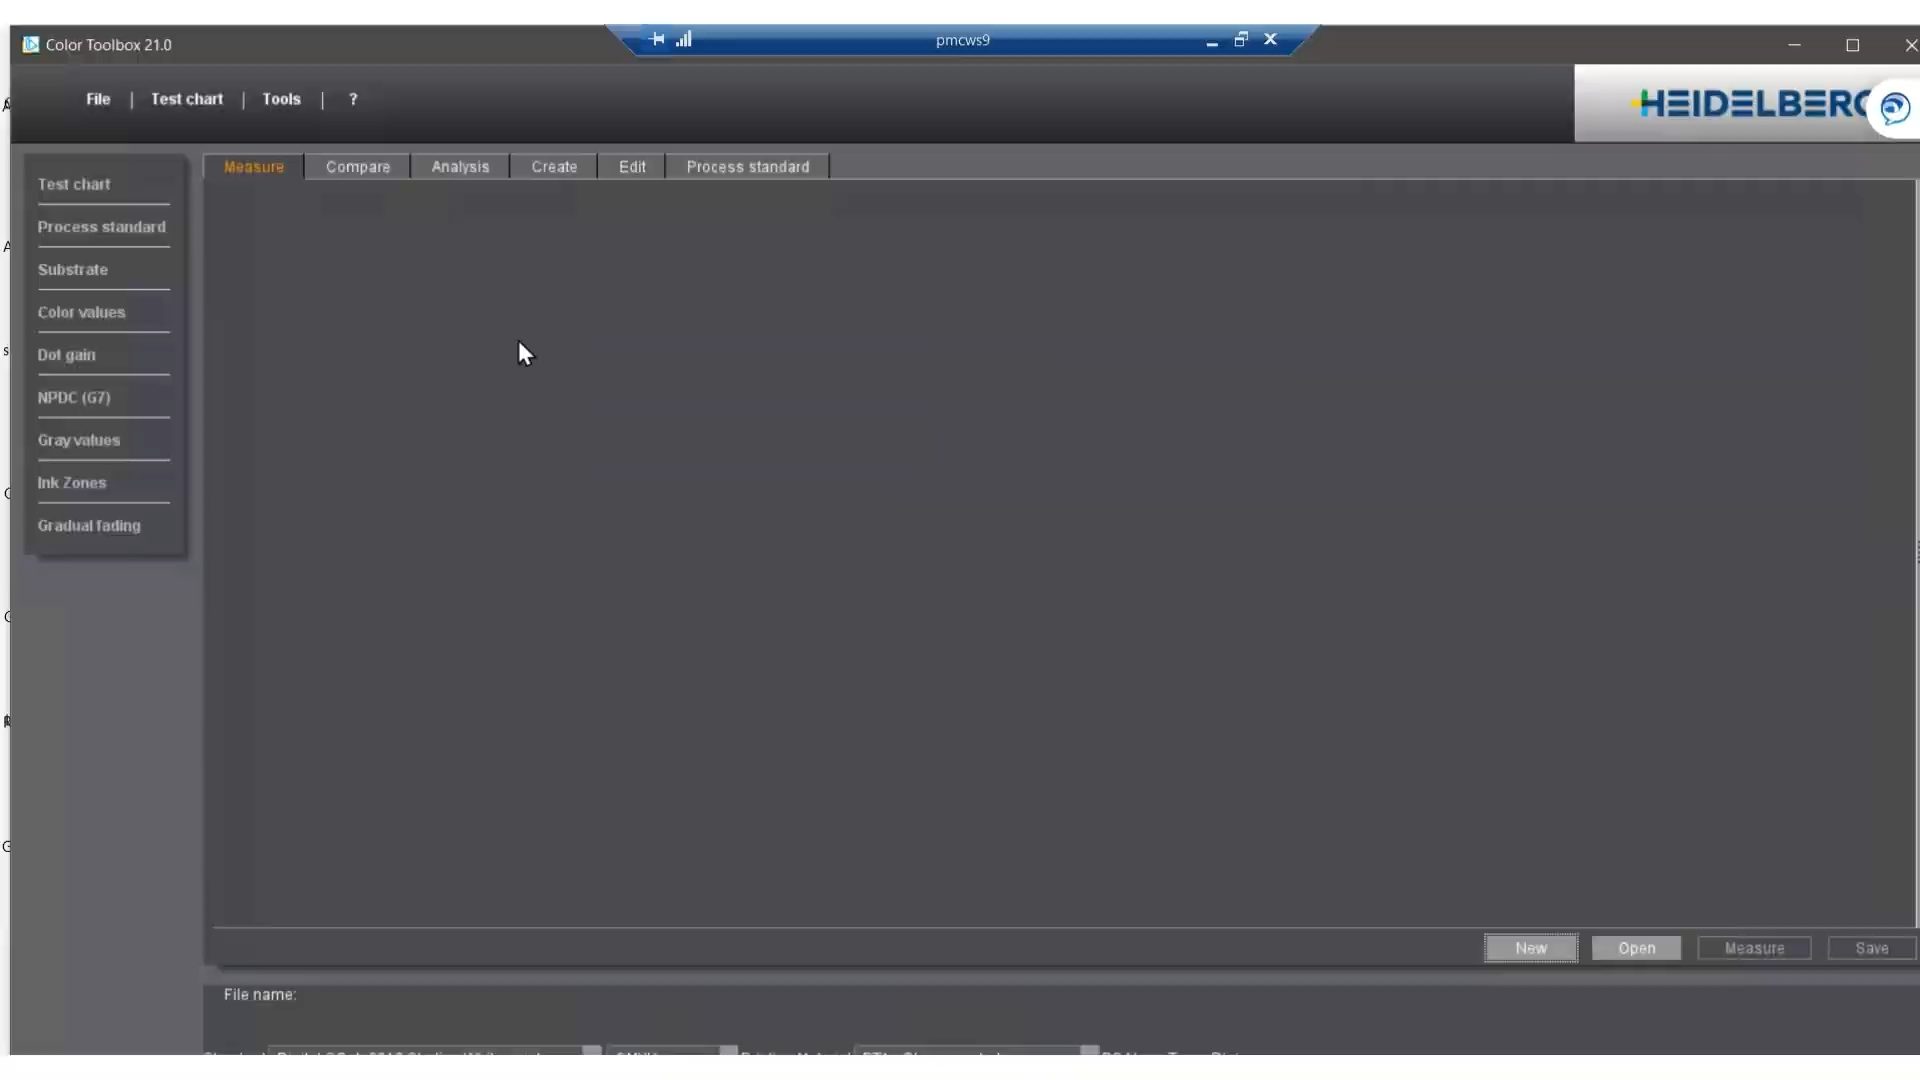 Color Toolbox 21.0
pmcws9
File | Test chart | Tools | ?
HEIDELBERG
Measure Compare Analysis Create Edit Process standard
Test chart
Process standard
Substrate
Color values
Dot gain
NPDC (G7)
Gray values
Ink Zones
Gradual fading
New Open Measure Save
File name: